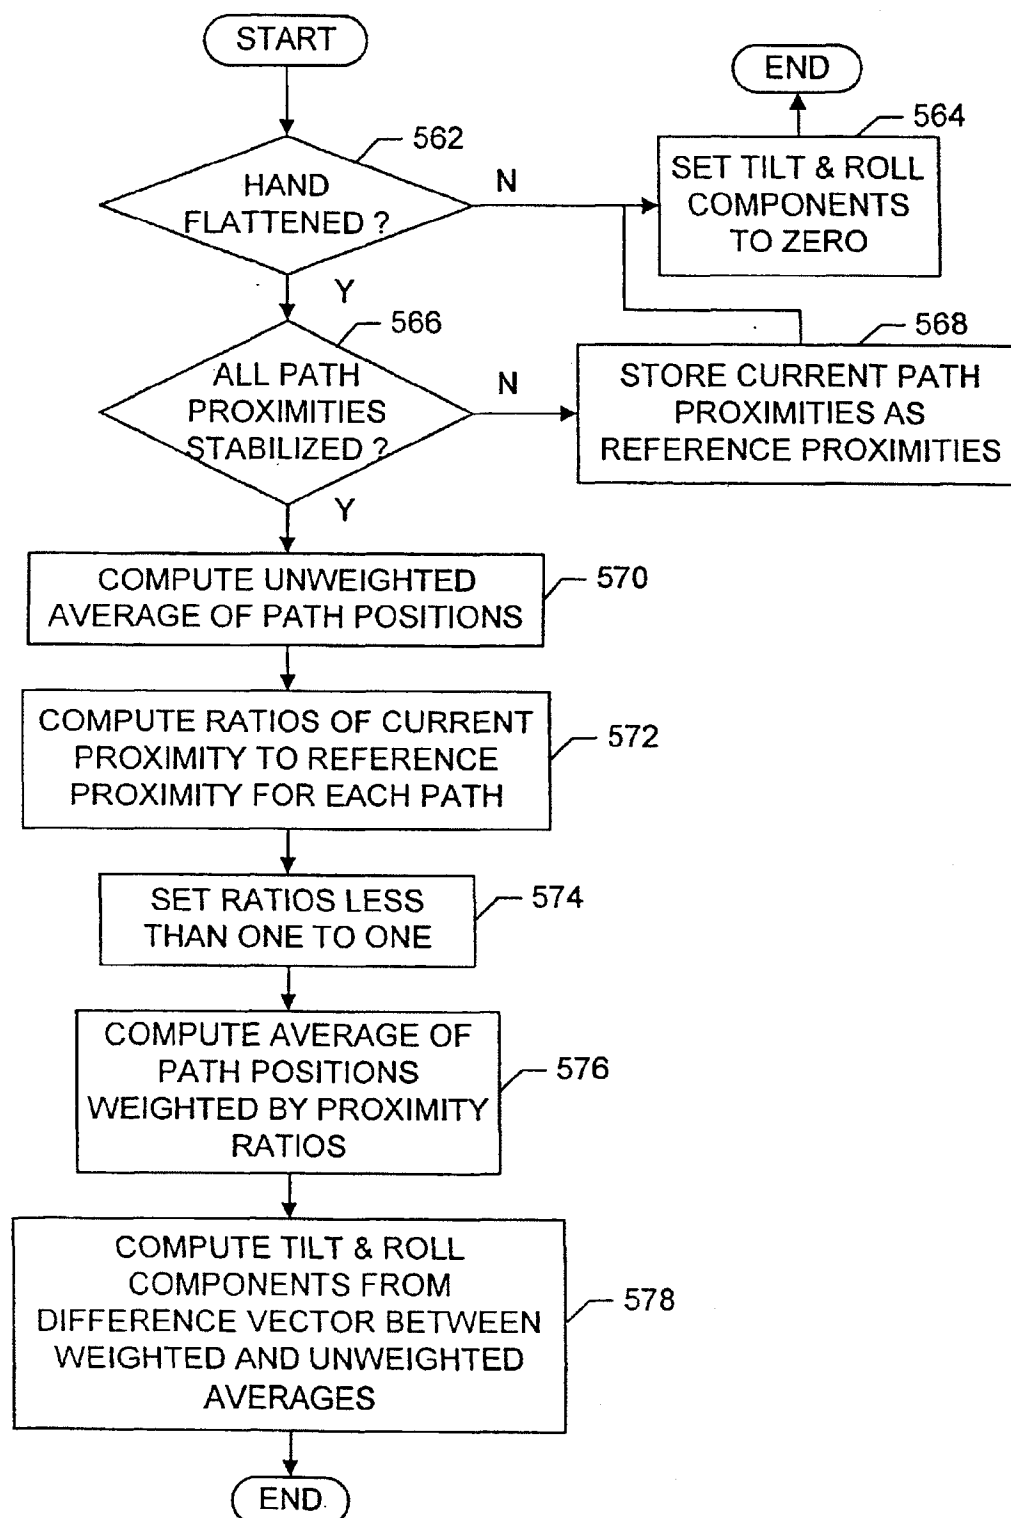 START
END
562
564
HAND
FLATTENED ?
N
SET TILT & ROLL
COMPONENTS
TO ZERO
Y
566
568
ALL PATH
PROXIMITIES
STABILIZED ?
N
STORE CURRENT PATH
PROXIMITIES AS
REFERENCE PROXIMITIES
Y
COMPUTE UNWEIGHTED
AVERAGE OF PATH POSITIONS
570
COMPUTE RATIOS OF CURRENT
PROXIMITY TO REFERENCE
PROXIMITY FOR EACH PATH
572
SET RATIOS LESS
THAN ONE TO ONE
574
COMPUTE AVERAGE OF
PATH POSITIONS
WEIGHTED BY PROXIMITY
RATIOS
576
COMPUTE TILT & ROLL
COMPONENTS FROM
DIFFERENCE VECTOR BETWEEN
WEIGHTED AND UNWEIGHTED
AVERAGES
578
END